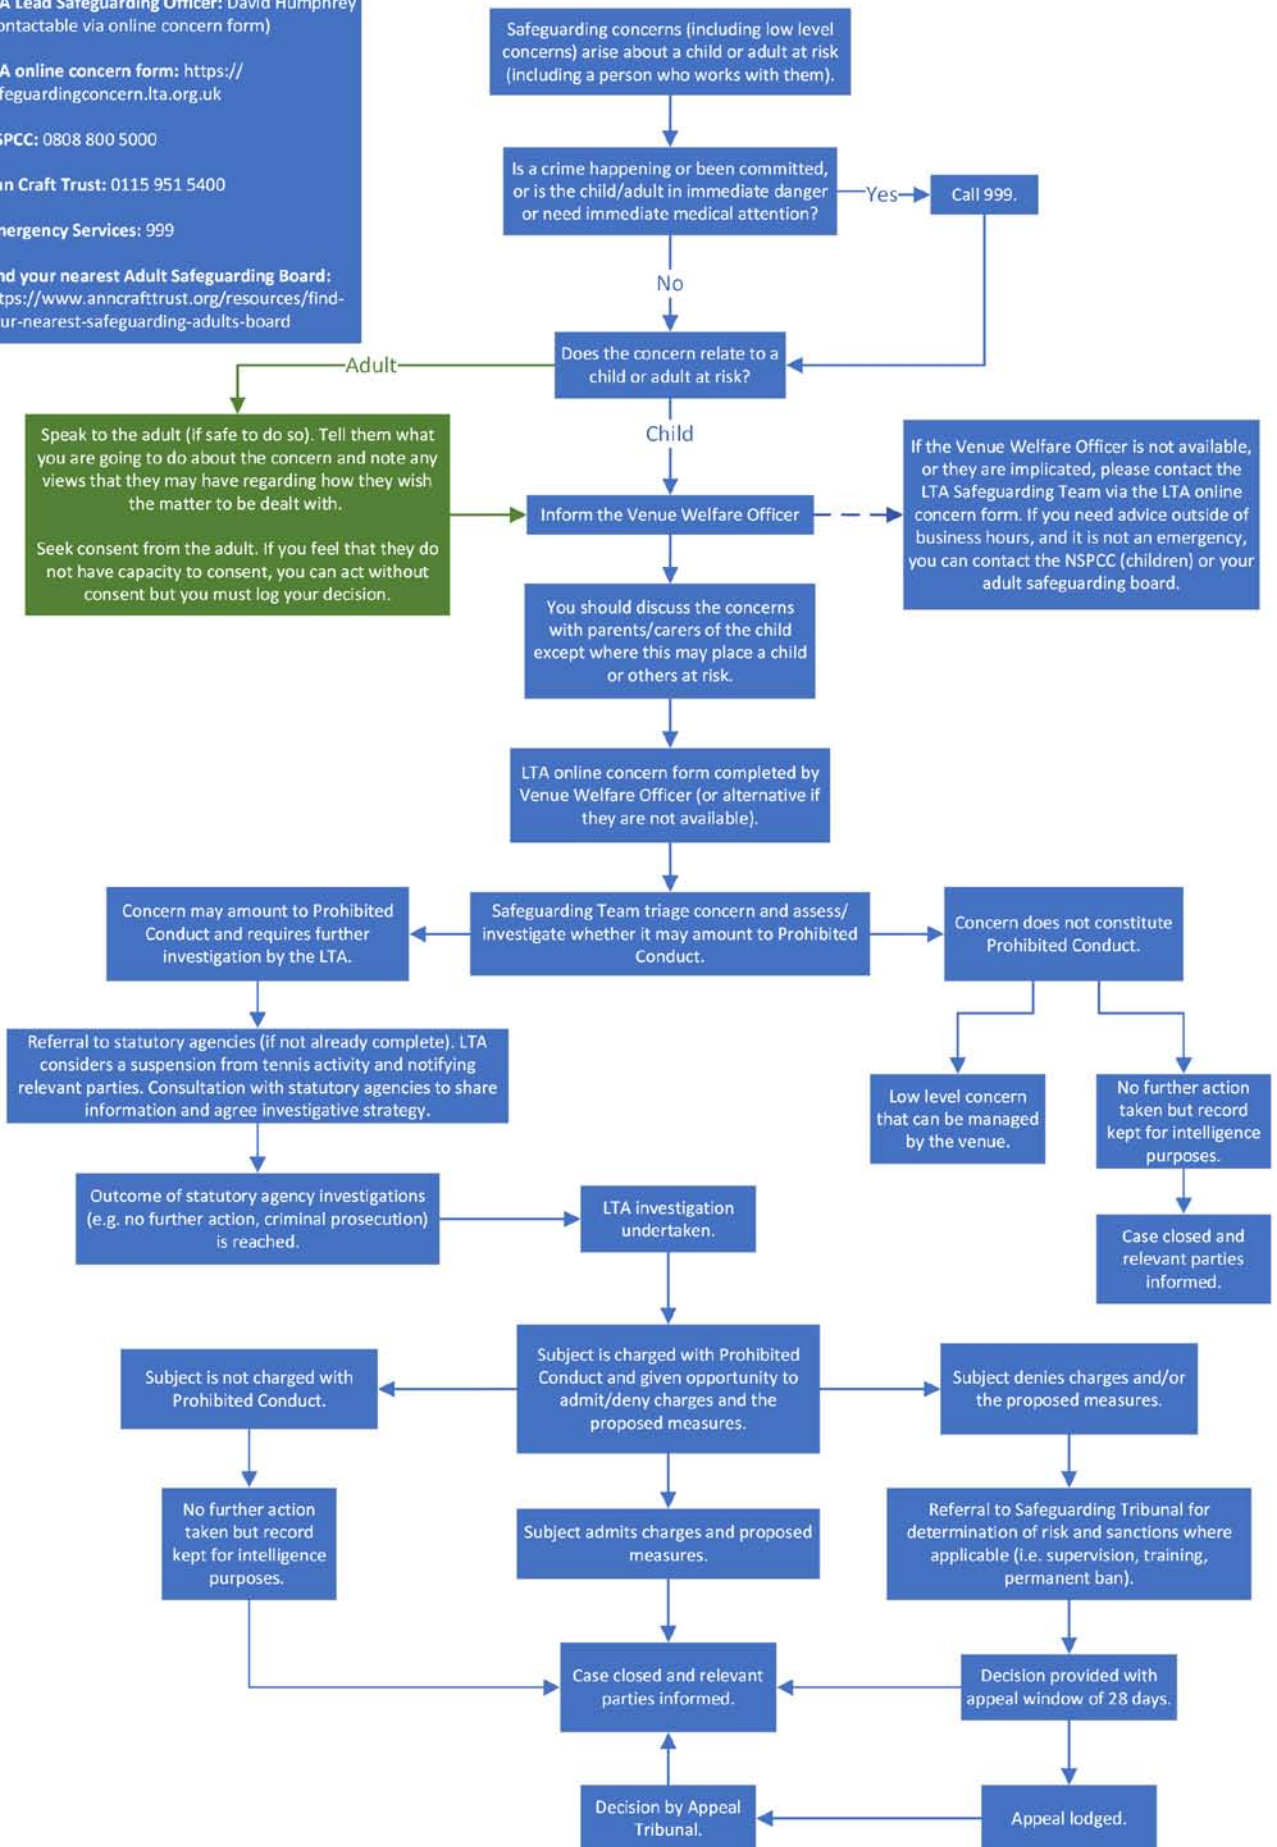 A Lead Safeguarding Officer: David Humphrey
ontactable via online concern form)
A online concern form: https://
feguardingconcern.lta.org.uk
SPCC: 0808 800 5000
n Craft Trust: 0115 951 5400
mergency Services: 999
nd your nearest Adult Safeguarding Board:
tps://www.anncrafttrust.org/resources/find-
ur-nearest-safeguarding-adults-board
Safeguarding concerns (including low level
concerns) arise about a child or adult at risk
(including a person who works with them).
Is a crime happening or been committed,
or is the child/adult in immediate danger
or need immediate medical attention?
Yes
Call 999.
No
Does the concern relate to a
child or adult at risk?
Adult
Child
Speak to the adult (if safe to do so). Tell them what
you are going to do about the concern and note any
views that they may have regarding how they wish
the matter to be dealt with.
Seek consent from the adult. If you feel that they do
not have capacity to consent, you can act without
consent but you must log your decision.
Inform the Venue Welfare Officer
If the Venue Welfare Officer is not available,
or they are implicated, please contact the
LTA Safeguarding Team via the LTA online
concern form. If you need advice outside of
business hours, and it is not an emergency,
you can contact the NSPCC (children) or your
adult safeguarding board.
You should discuss the concerns
with parents/carers of the child
except where this may place a child
or others at risk.
LTA online concern form completed by
Venue Welfare Officer (or alternative if
they are not available).
Concern may amount to Prohibited
Conduct and requires further
investigation by the LTA.
Safeguarding Team triage concern and assess/
investigate whether it may amount to Prohibited
Conduct.
Concern does not constitute
Prohibited Conduct.
Referral to statutory agencies (if not already complete). LTA
considers a suspension from tennis activity and notifying
relevant parties. Consultation with statutory agencies to share
information and agree investigative strategy.
Low level concern
that can be managed
by the venue.
No further action
taken but record
kept for intelligence
purposes.
Outcome of statutory agency investigations
(e.g. no further action, criminal prosecution)
is reached.
LTA investigation
undertaken.
Case closed and
relevant parties
informed.
Subject is not charged with
Prohibited Conduct.
Subject is charged with Prohibited
Conduct and given opportunity to
admit/deny charges and the
proposed measures.
Subject denies charges and/or
the proposed measures.
No further action
taken but record
kept for intelligence
purposes.
Subject admits charges and proposed
measures.
Referral to Safeguarding Tribunal for
determination of risk and sanctions where
applicable (i.e. supervision, training,
permanent ban).
Case closed and relevant
parties informed.
Decision provided with
appeal window of 28 days.
Decision by Appeal
Tribunal.
Appeal lodged.